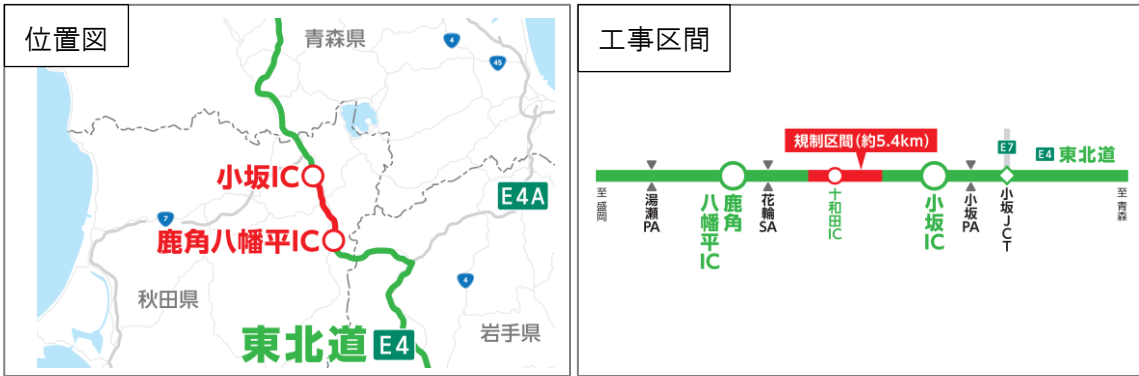 位置図
青森県
4
45
小坂IC
E4A
7
鹿角八幡平IC
4
秋田県
岩手県
東北道 E4
工事区間
規制区間(約5.4km)
E7
E4 東北道
至盛岡
湯瀬PA
鹿角
八幡平IC
花輪SA
十和田IC
小坂IC
小坂PA
小坂JCT
至青森